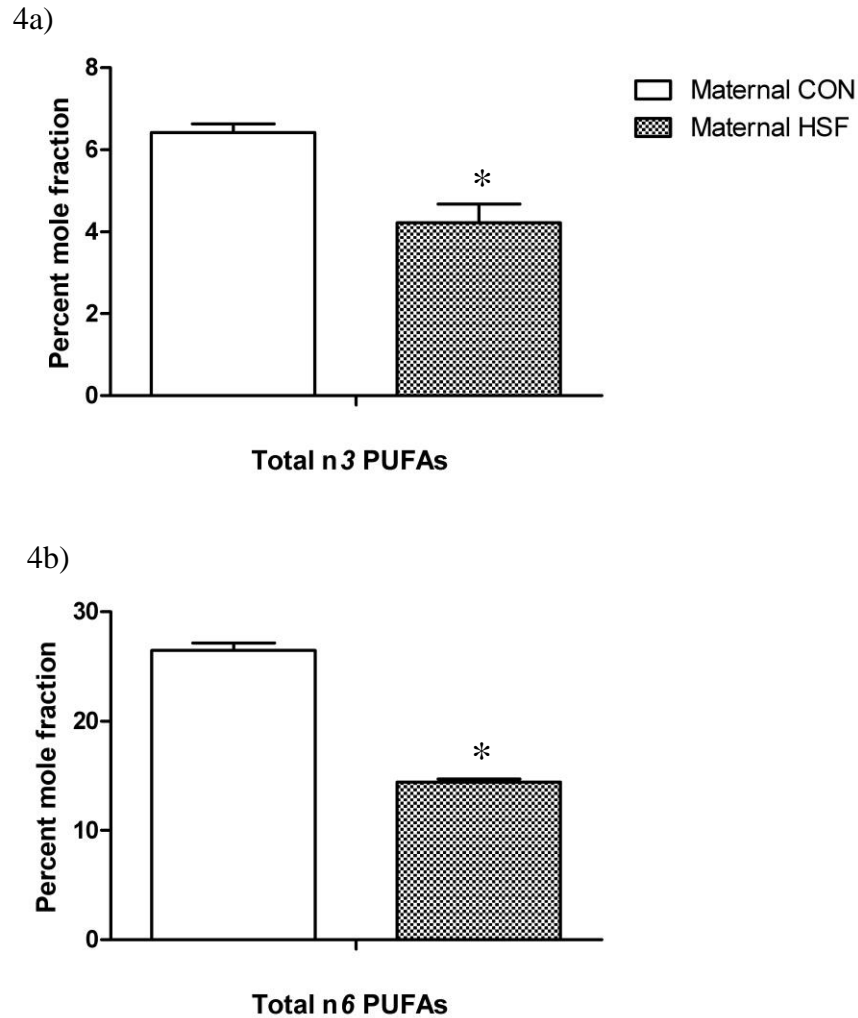 4a)
8
6
4
2
0
Percent mole fraction
*
Maternal CON
Maternal HSF
Total n3 PUFAs
4b)
30
20
10
0
Percent mole fraction
*
Total n6 PUFAs